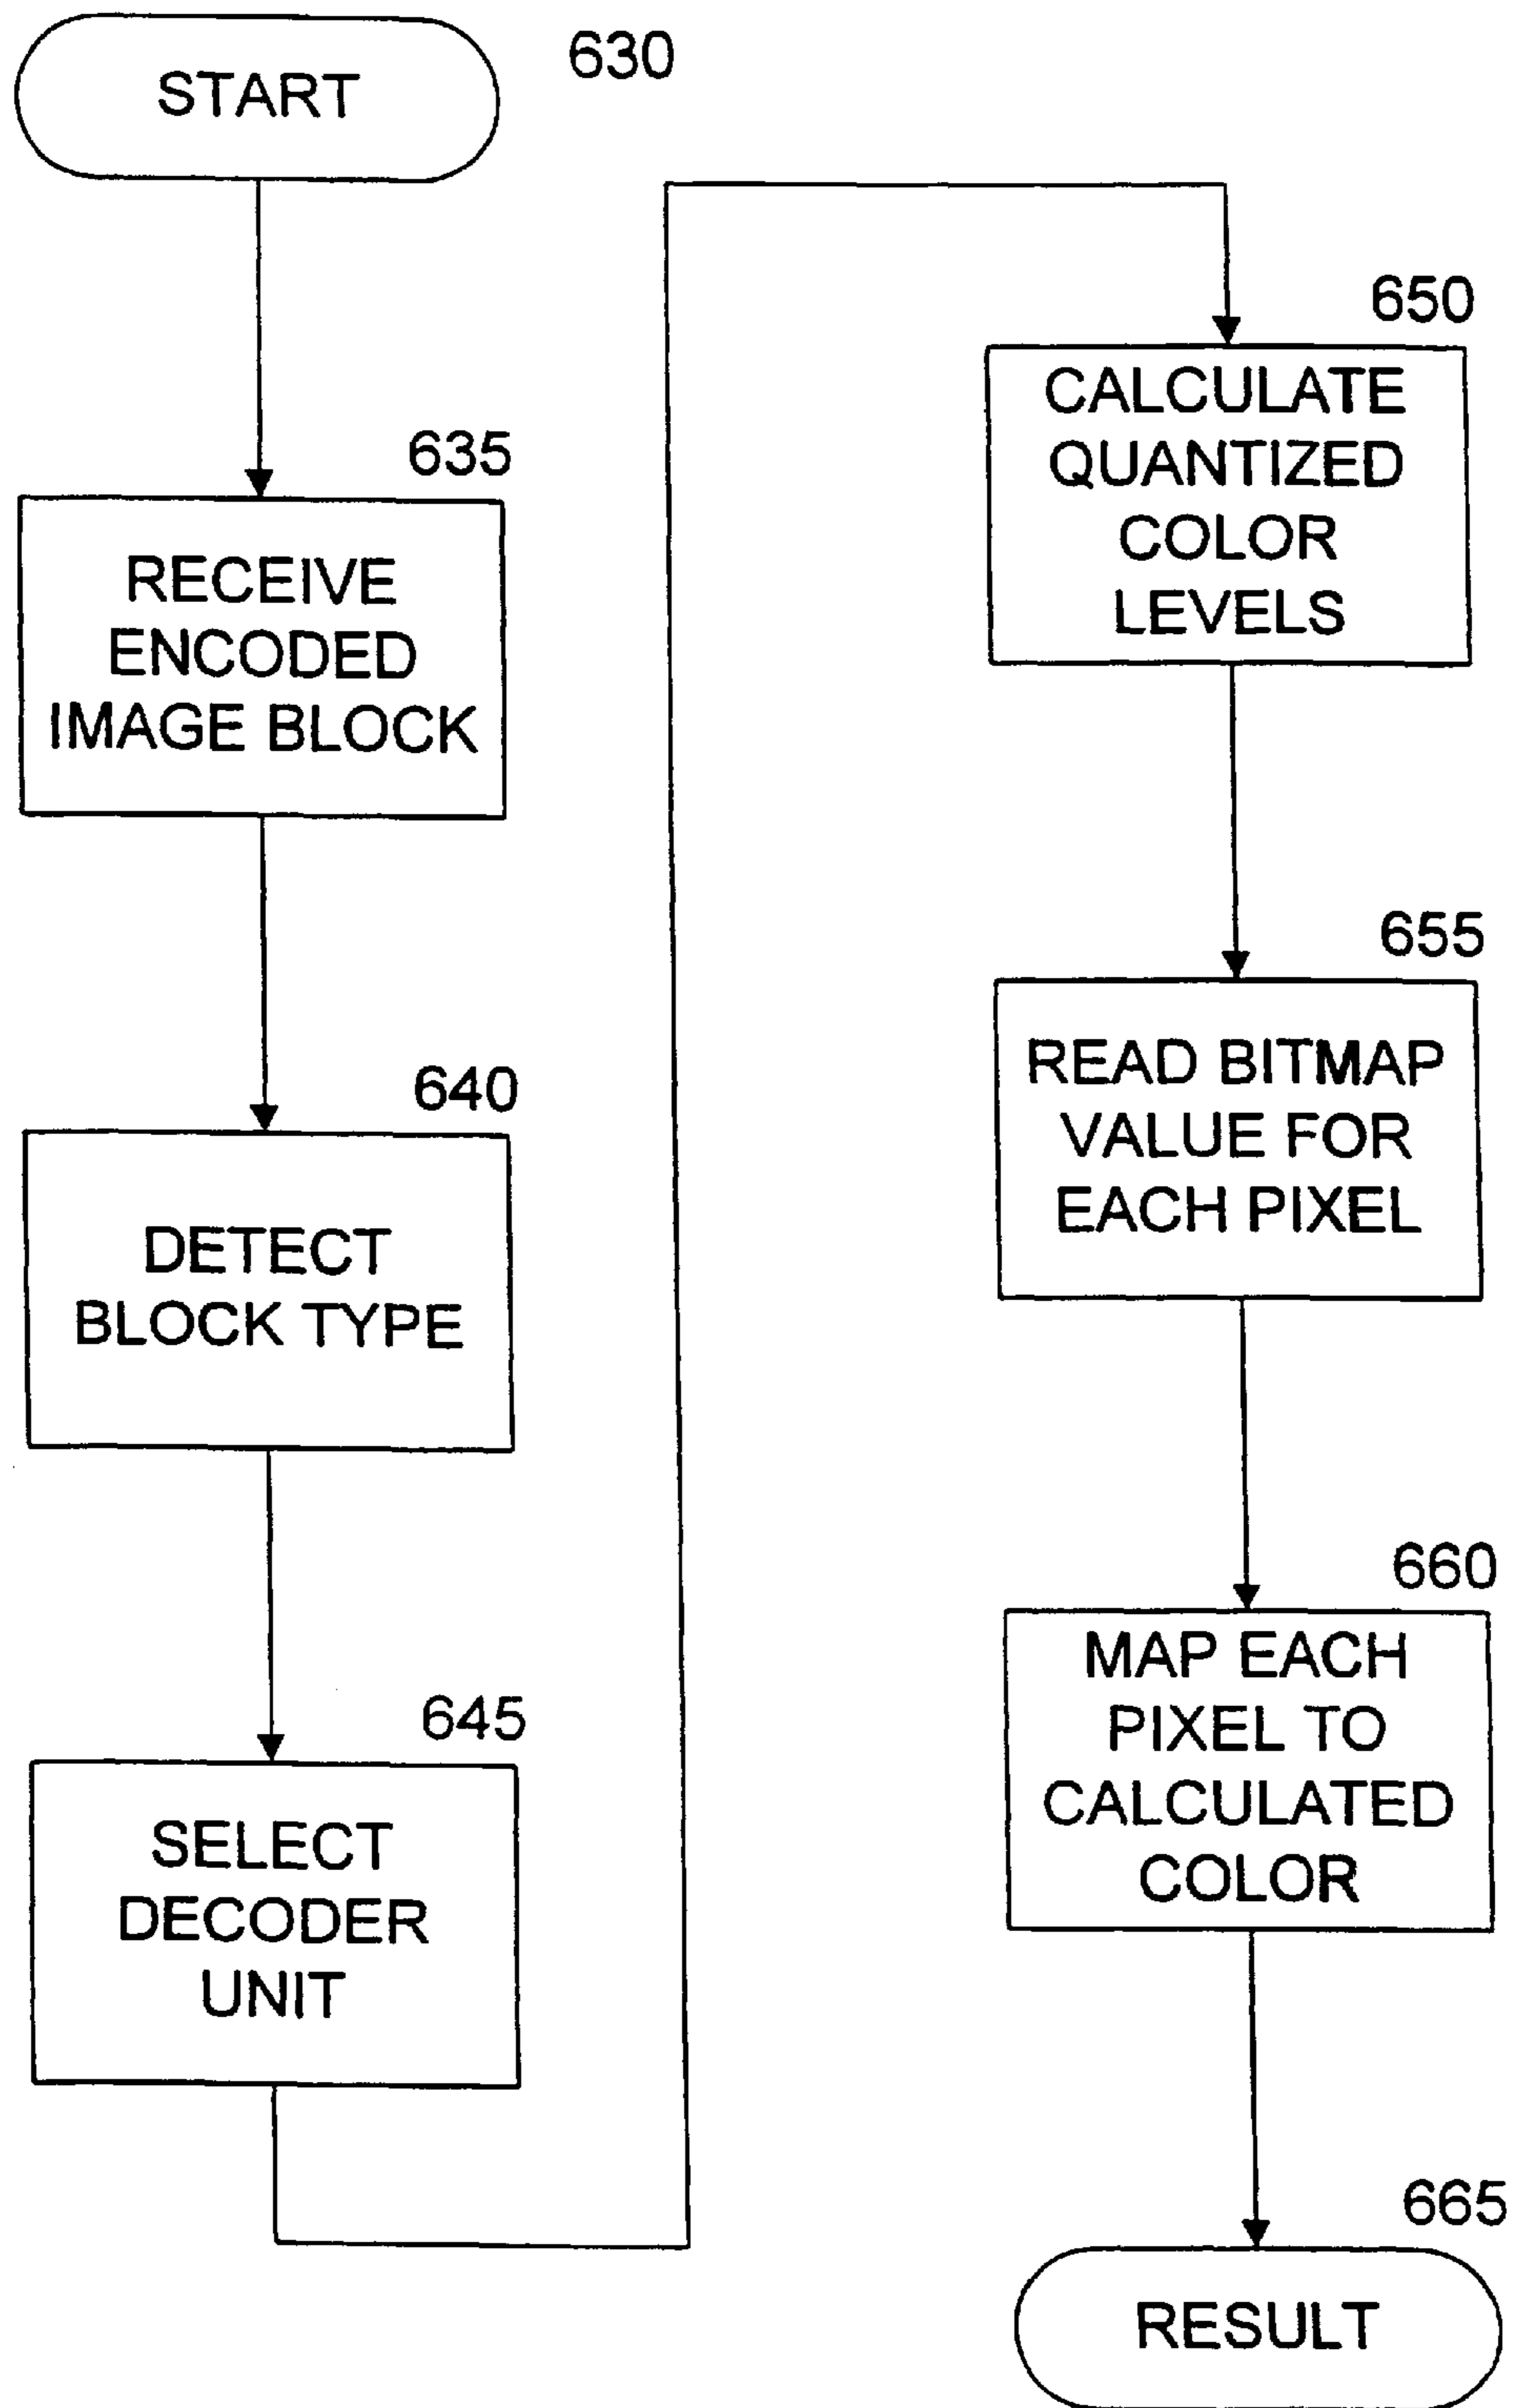 START
630
635
RECEIVE
ENCODED
IMAGE BLOCK
640
DETECT
BLOCK TYPE
645
SELECT
DECODER
UNIT
650
CALCULATE
QUANTIZED
COLOR
LEVELS
655
READ BITMAP
VALUE FOR
EACH PIXEL
660
MAP EACH
PIXEL TO
CALCULATED
COLOR
665
RESULT